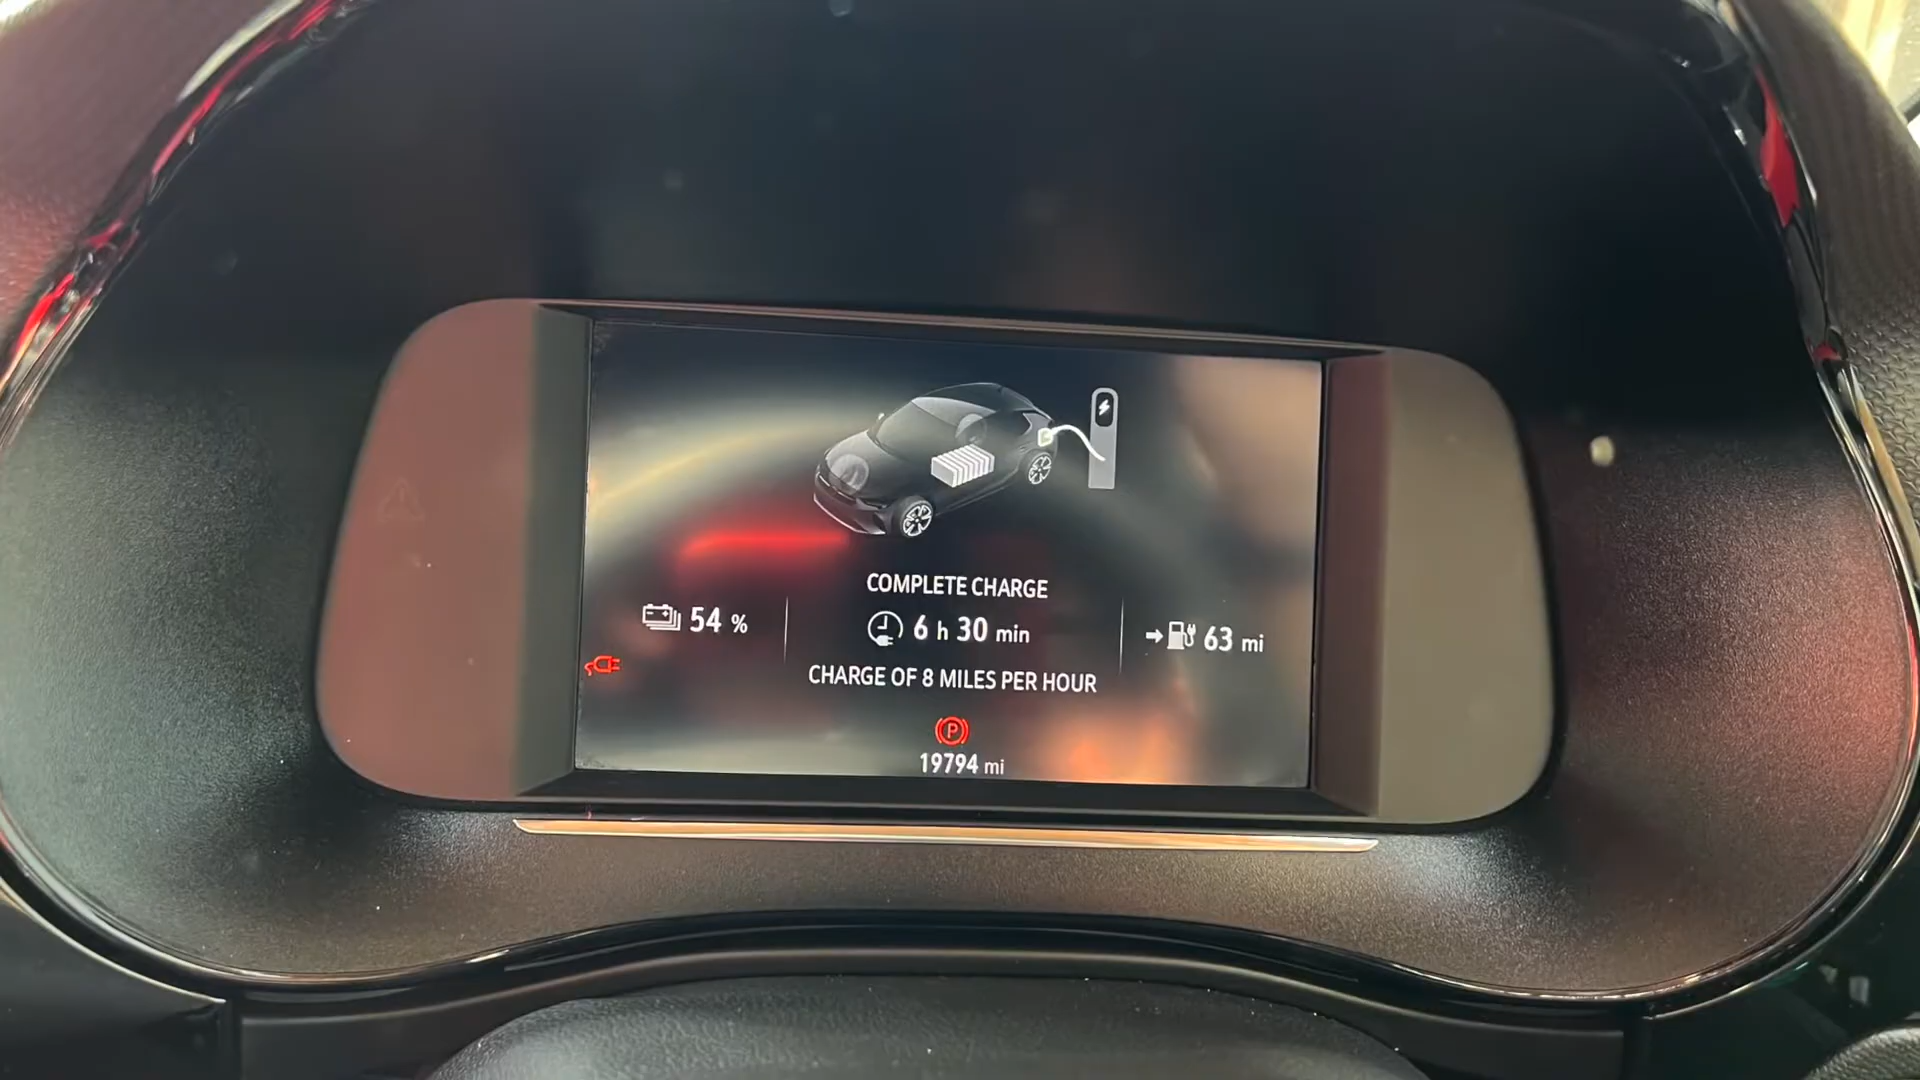 COMPLETE CHARGE
54 %
6 h 30 min
63 mi
CHARGE OF 8 MILES PER HOUR
P
19794 mi